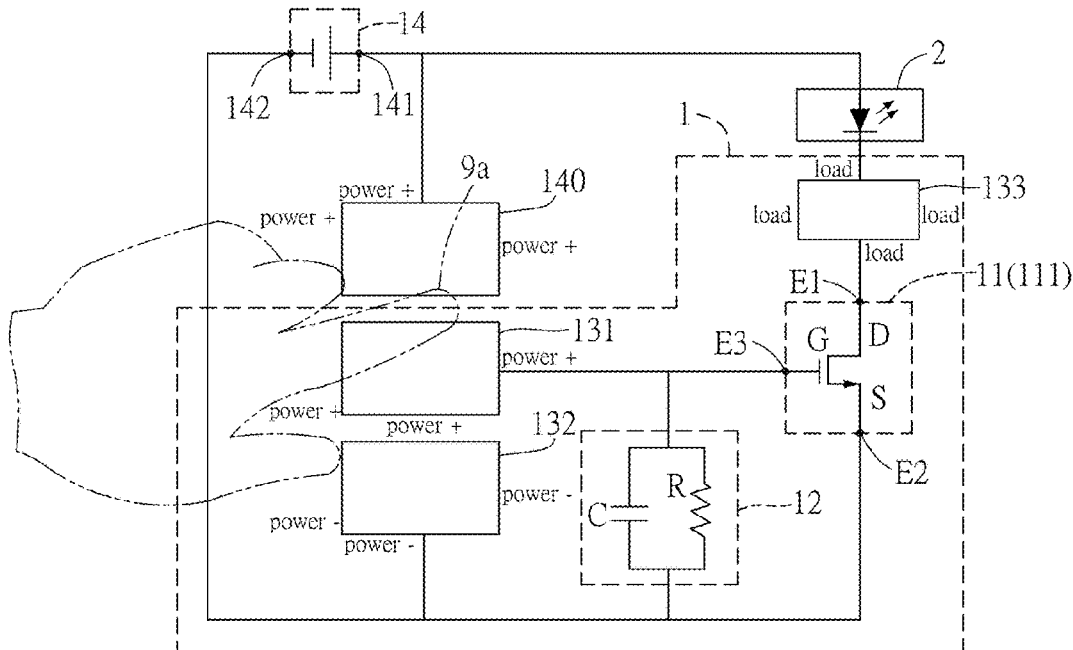 14
142
141
2
1
9a
140
power +
power +
power +
load
load
load
load
133
11(111)
E1
131
power +
E3
G
D
S
power +
power +
132
E2
power -
R
C
12
power -
power -